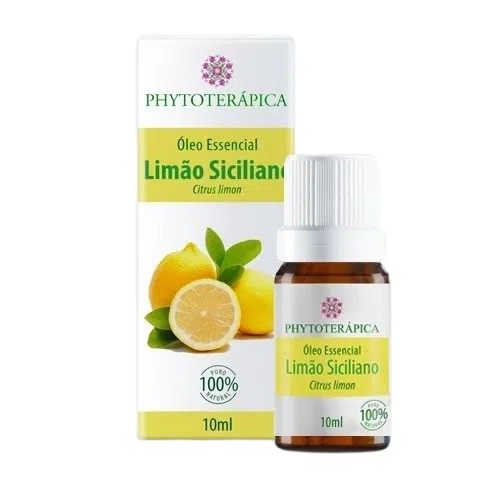 PHYTOTERÁPICA
Óleo Essencial
Limão Siciliano
Citrus limon
PURO
100%
NATURAL
10ml
PHYTOTERÁPICA
Óleo Essencial
Limão Siciliano
Citrus limon
10ml
PURO
100%
NATURAL